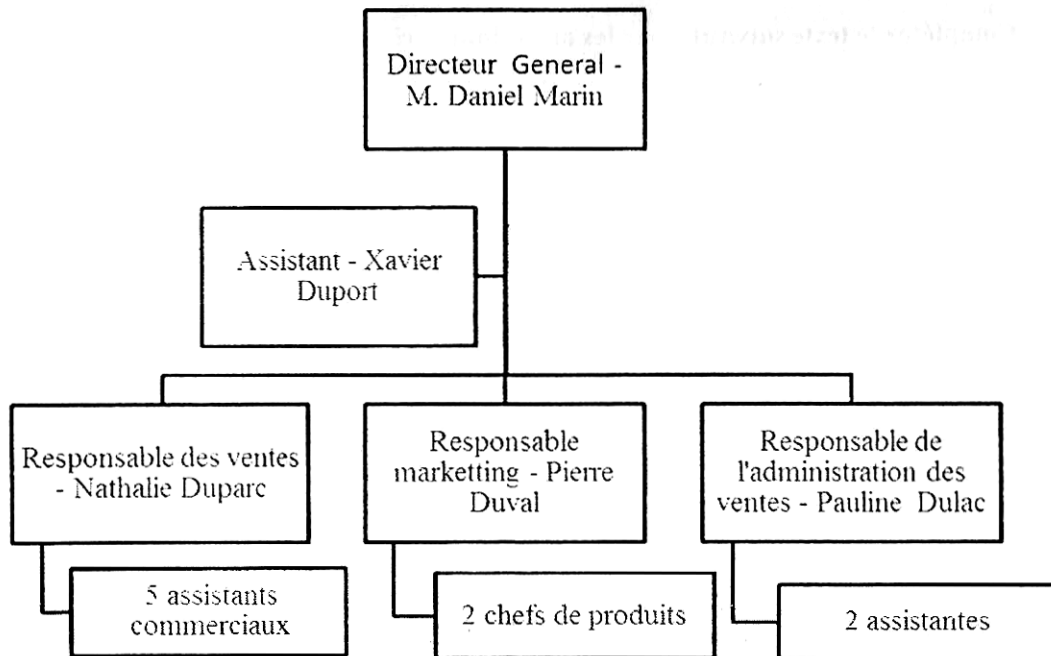 Directeur General -
M. Daniel Marin
Assistant - Xavier
Duport
Responsable des ventes
- Nathalie Duparc
Responsable
marketting - Pierre
Duval
Responsable de
l'administration des
ventes - Pauline Dulac
5 assistants
commerciaux
2 chefs de produits
2 assistantes